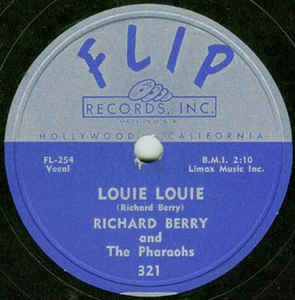 FLIP
RECORDS, INC.
HOLLYWOOD CALIFORNIA
FL-254
Vocal
B.M.I. 2:10
Limax Music Inc.
LOUIE LOUIE
(Richard Berry)
RICHARD BERRY
and
The Pharaohs
321